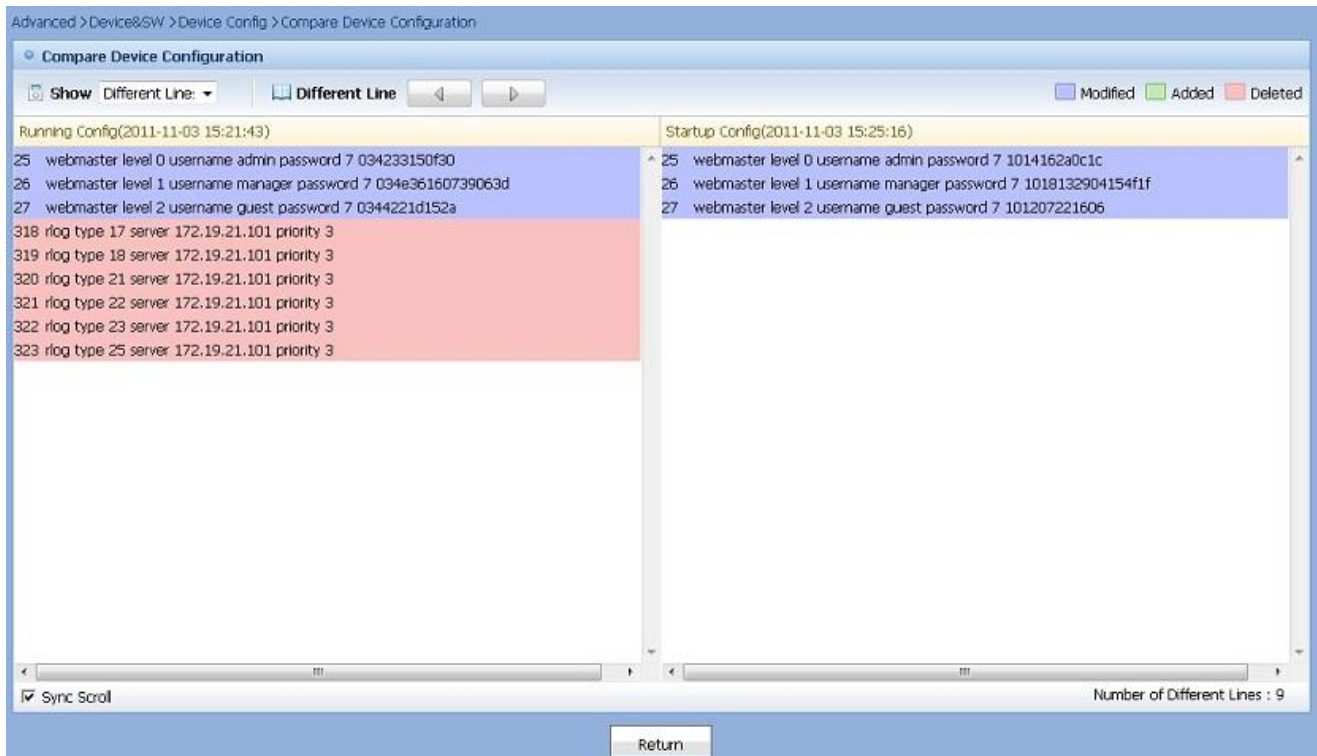 Advanced >Device&SW >Device Config >Compare Device Configuration
Compare Device Configuration
Show Different Line: Different Line Modified Added Deleted
Running Config(2011-11-03 15:21:43)
25 webmaster level 0 username admin password 7 034233150f30
26 webmaster level 1 username manager password 7 034e36160739063d
27 webmaster level 2 username guest password 7 0344221d152a
318 rlog type 17 server 172.19.21.101 priority 3
319 rlog type 18 server 172.19.21.101 priority 3
320 rlog type 21 server 172.19.21.101 priority 3
321 rlog type 22 server 172.19.21.101 priority 3
322 rlog type 23 server 172.19.21.101 priority 3
323 rlog type 25 server 172.19.21.101 priority 3
Startup Config(2011-11-03 15:25:16)
25 webmaster level 0 username admin password 7 1014162a0c1c
26 webmaster level 1 username manager password 7 1018132904154f1f
27 webmaster level 2 username guest password 7 101207221606
Sync Scroll
Number of Different Lines : 9
Return